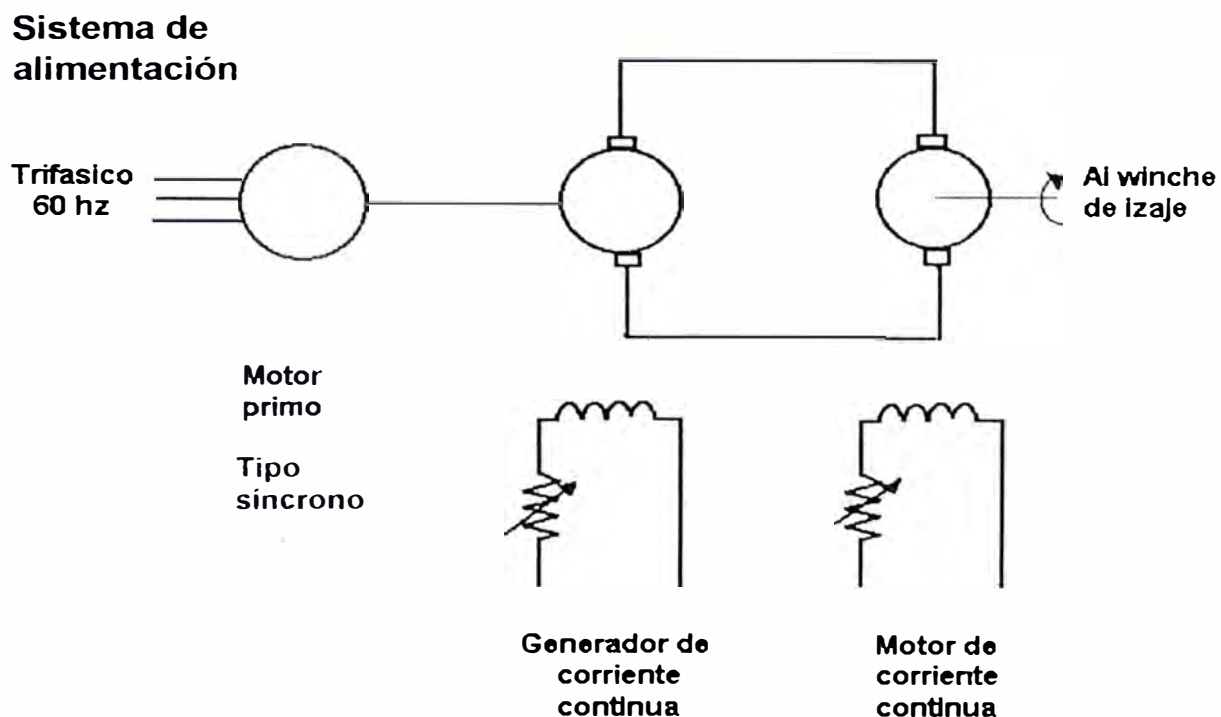 Sistema de
alimentación
Trifasico
60 hz
Al winche
de izaje
Motor
primo
Tipo
síncrono
Generador de
corriente
continua
Motor de
corriente
continua